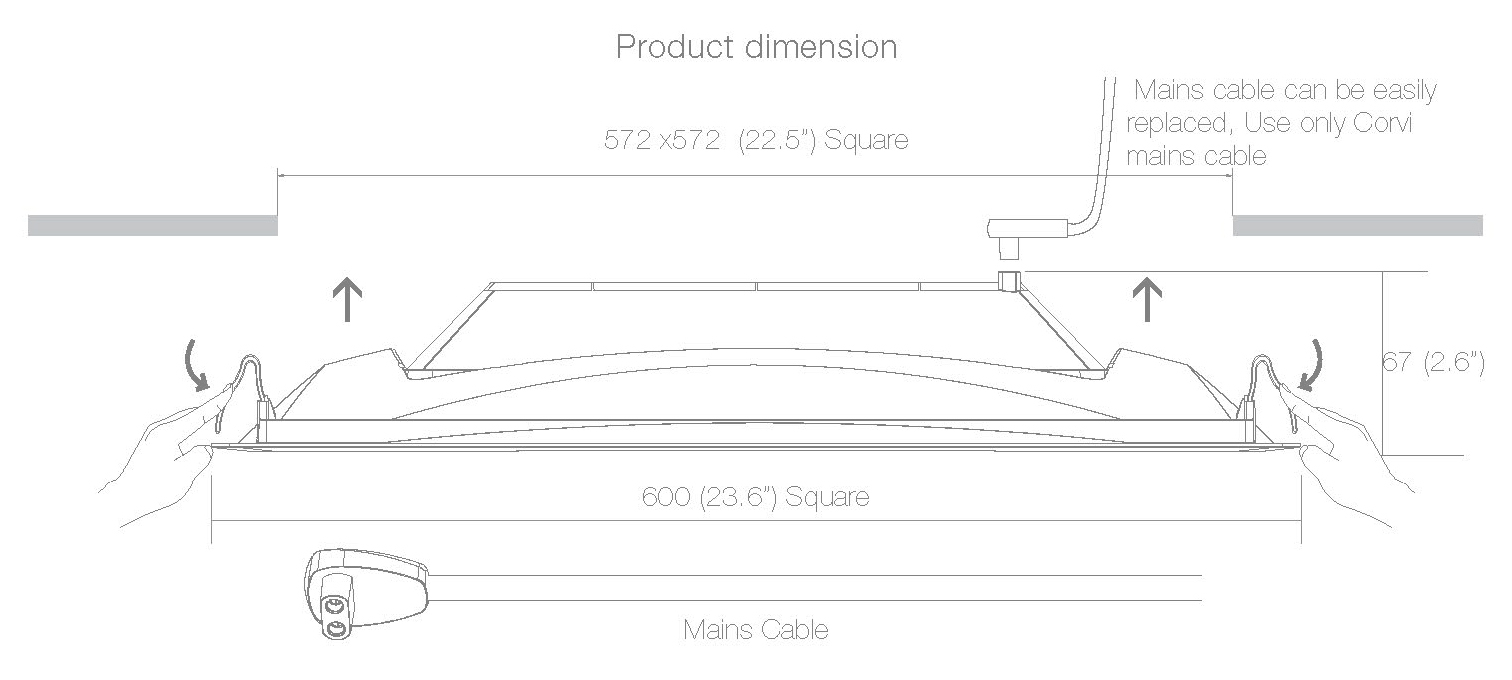 Product dimension
Mains cable can be easily
replaced, Use only Corvi
mains cable
572 x572 (22.5”) Square
67 (2.6”)
600 (23.6”) Square
Mains Cable